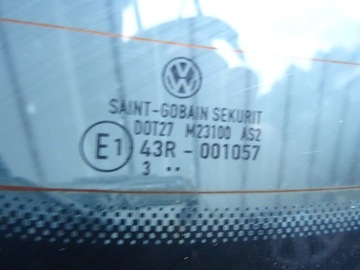 SAINT-GOBAIN SEKURIT
DOT27 M23100 AS2
E1 43R - 001057
3 ..